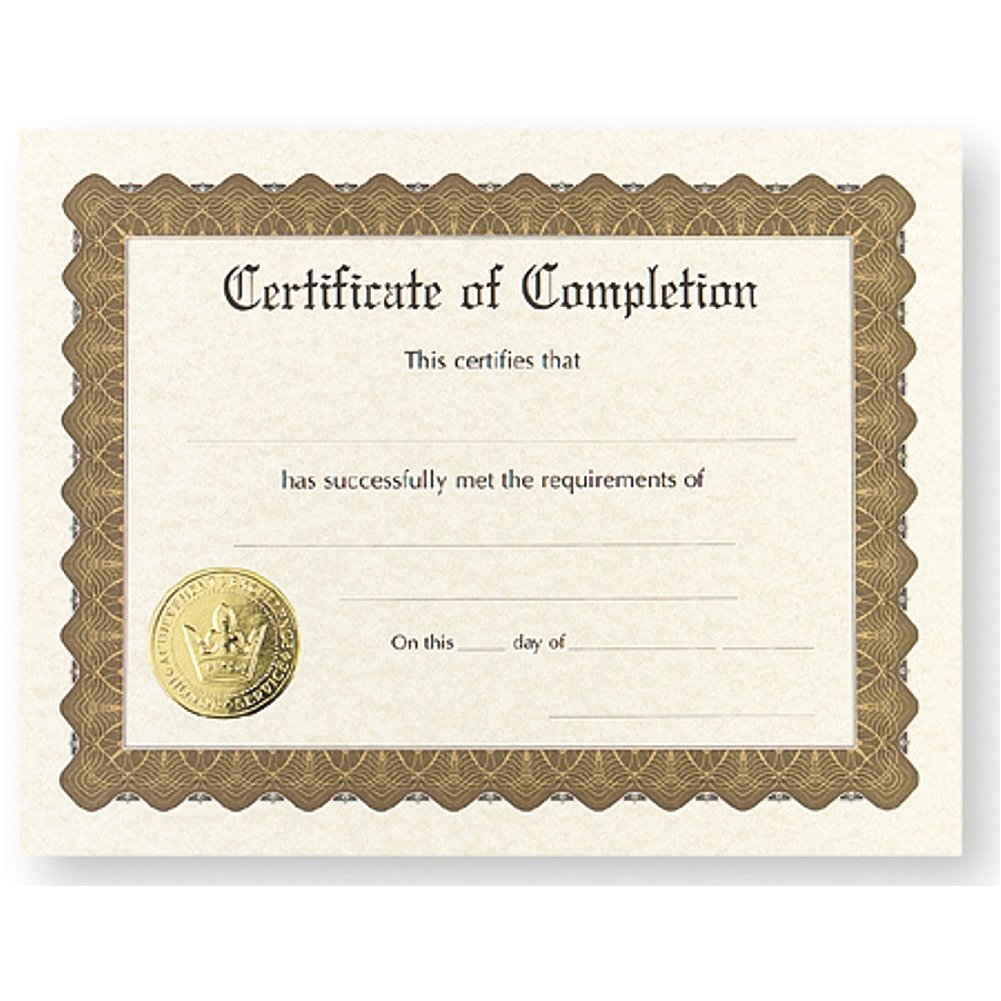 Certificate of Completion
This certifies that
has successfully met the requirements of
On this day of